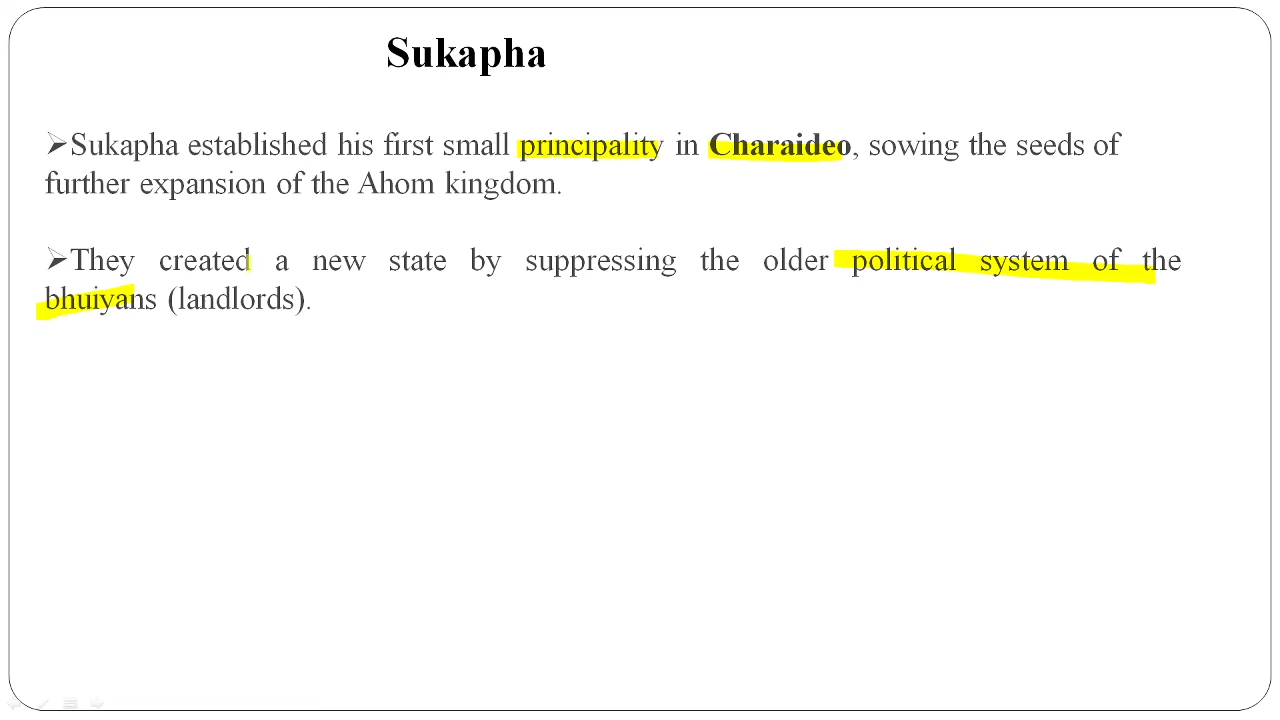 Sukapha
➢Sukapha established his first small principality in Charaideo, sowing the seeds of
further expansion of the Ahom kingdom.
➢They created a new state by suppressing the older political system of the
bhuiyans (landlords).